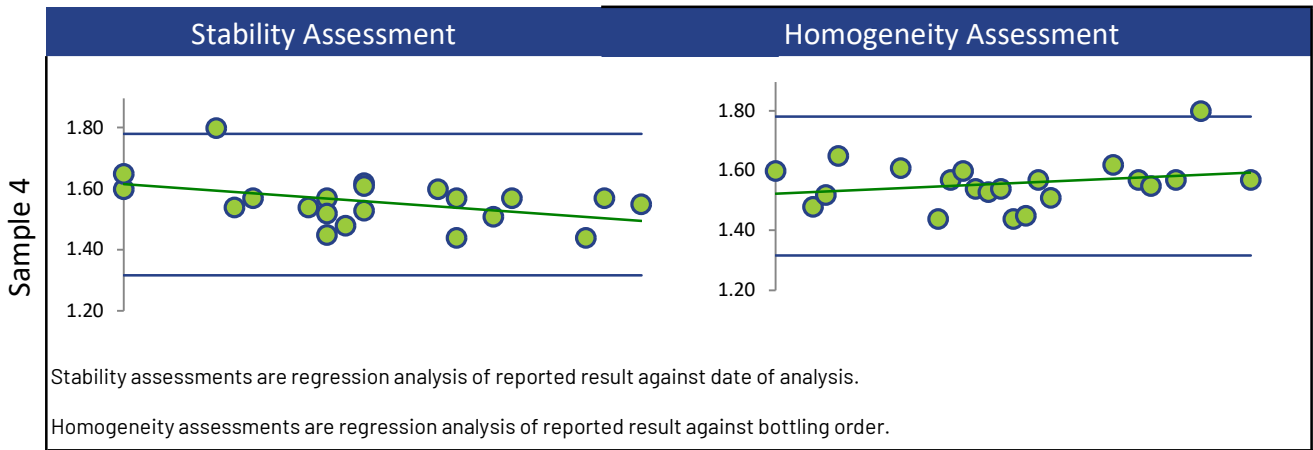 Stability Assessment
Homogeneity Assessment
Sample 4
1.80
1.60
1.40
1.20
1.80
1.60
1.40
1.20
Stability assessments are regression analysis of reported result against date of analysis.
Homogeneity assessments are regression analysis of reported result against bottling order.